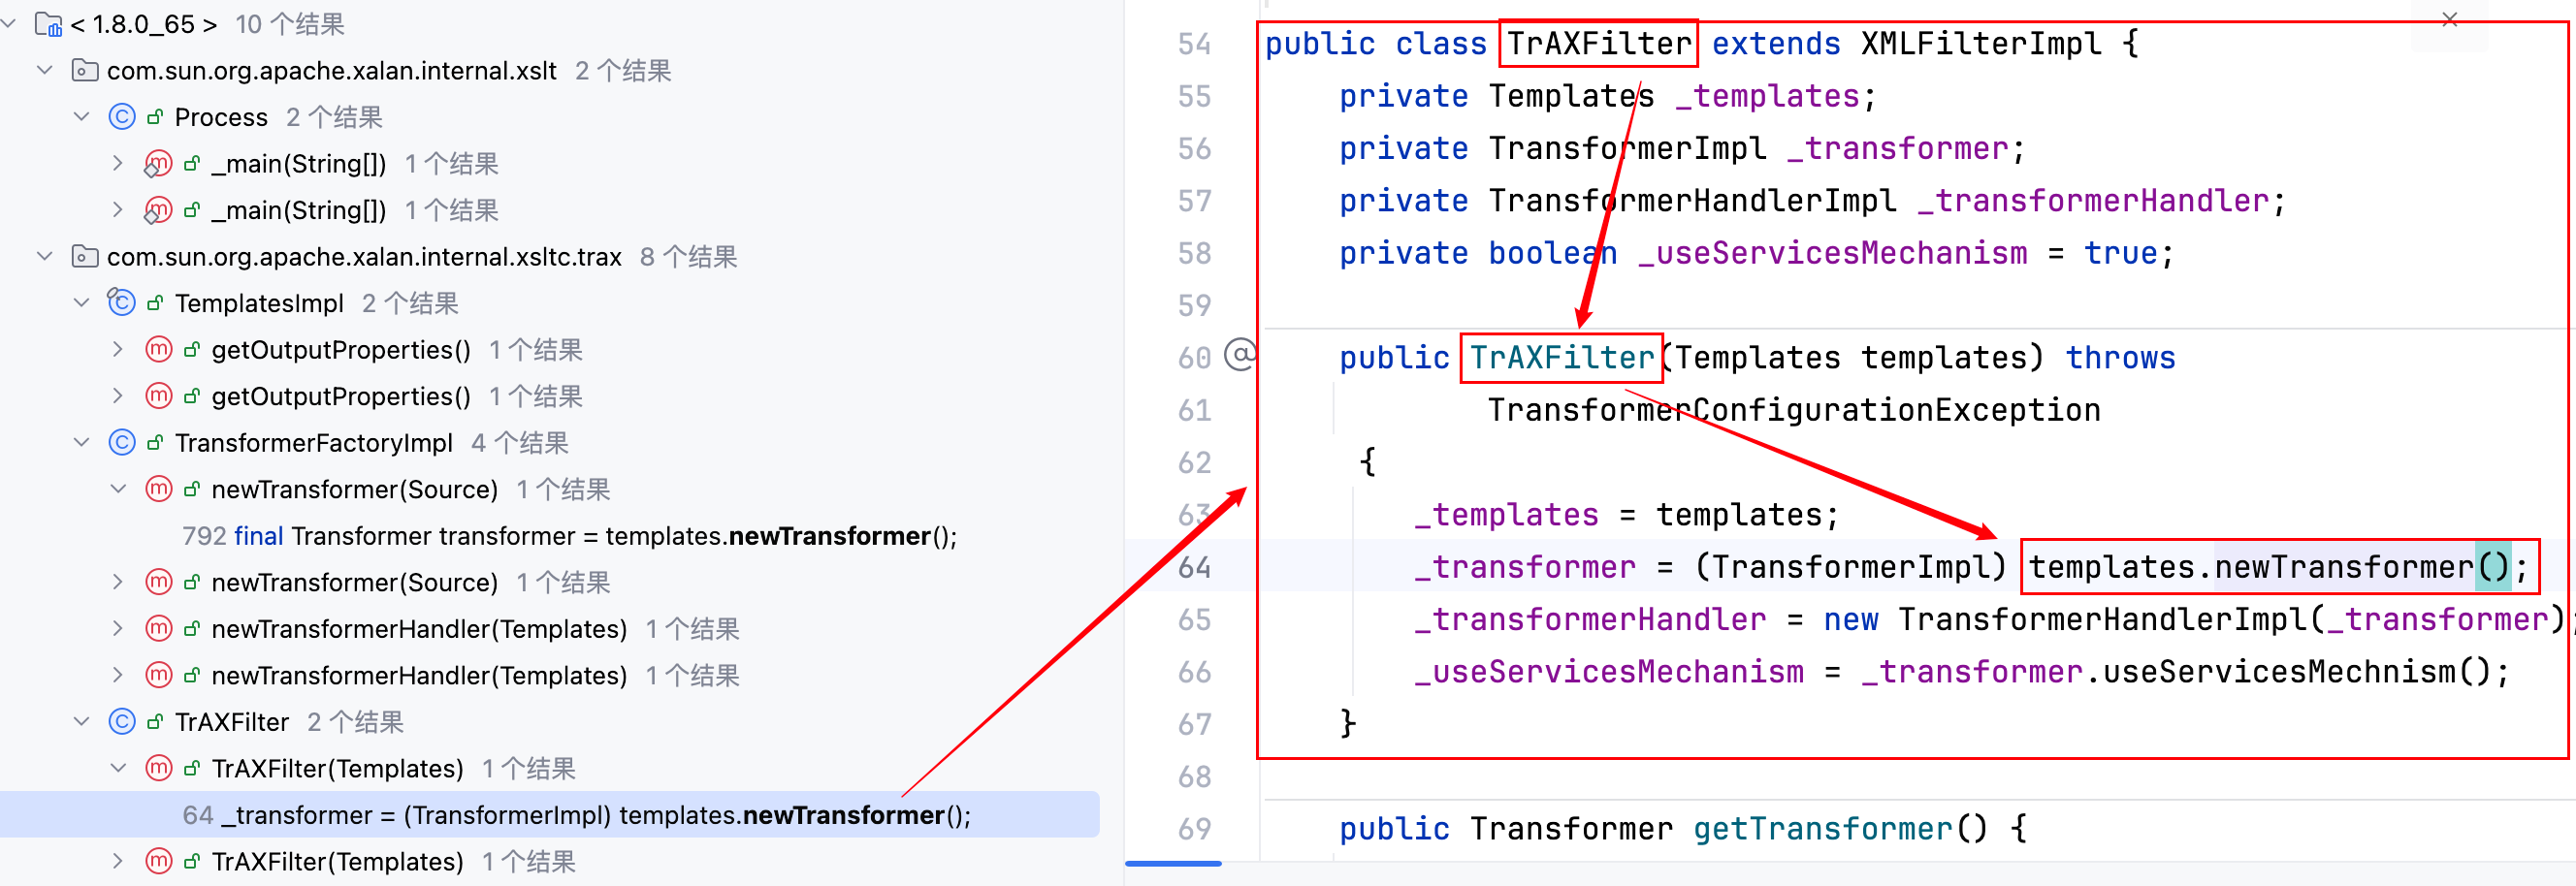 < 1.8.0_65 > 10 个结果
com.sun.org.apache.xalan.internal.xslt 2 个结果
Process 2 个结果
_main(String[]) 1 个结果
_main(String[]) 1 个结果
com.sun.org.apache.xalan.internal.xsltc.trax 8 个结果
TemplatesImpl 2 个结果
getOutputProperties() 1 个结果
getOutputProperties() 1 个结果
TransformerFactoryImpl 4 个结果
newTransformer(Source) 1 个结果
792 final Transformer transformer = templates.newTransformer();
newTransformer(Source) 1 个结果
newTransformerHandler(Templates) 1 个结果
newTransformerHandler(Templates) 1 个结果
TrAXFilter 2 个结果
TrAXFilter(Templates) 1 个结果
64 _transformer = (TransformerImpl) templates.newTransformer();
TrAXFilter(Templates) 1 个结果
54 public class TrAXFilter extends XMLFilterImpl {
55 private Templates _templates;
56 private TransformerImpl _transformer;
57 private TransformerHandlerImpl _transformerHandler;
58 private boolean _useServicesMechanism = true;
59
60 @ public TrAXFilter(Templates templates) throws
61 TransformerConfigurationException
62 {
63 _templates = templates;
64 _transformer = (TransformerImpl) templates.newTransformer();
65 _transformerHandler = new TransformerHandlerImpl(_transformer);
66 _useServicesMechanism = _transformer.useServicesMechnism();
67 }
68
69 public Transformer getTransformer() {